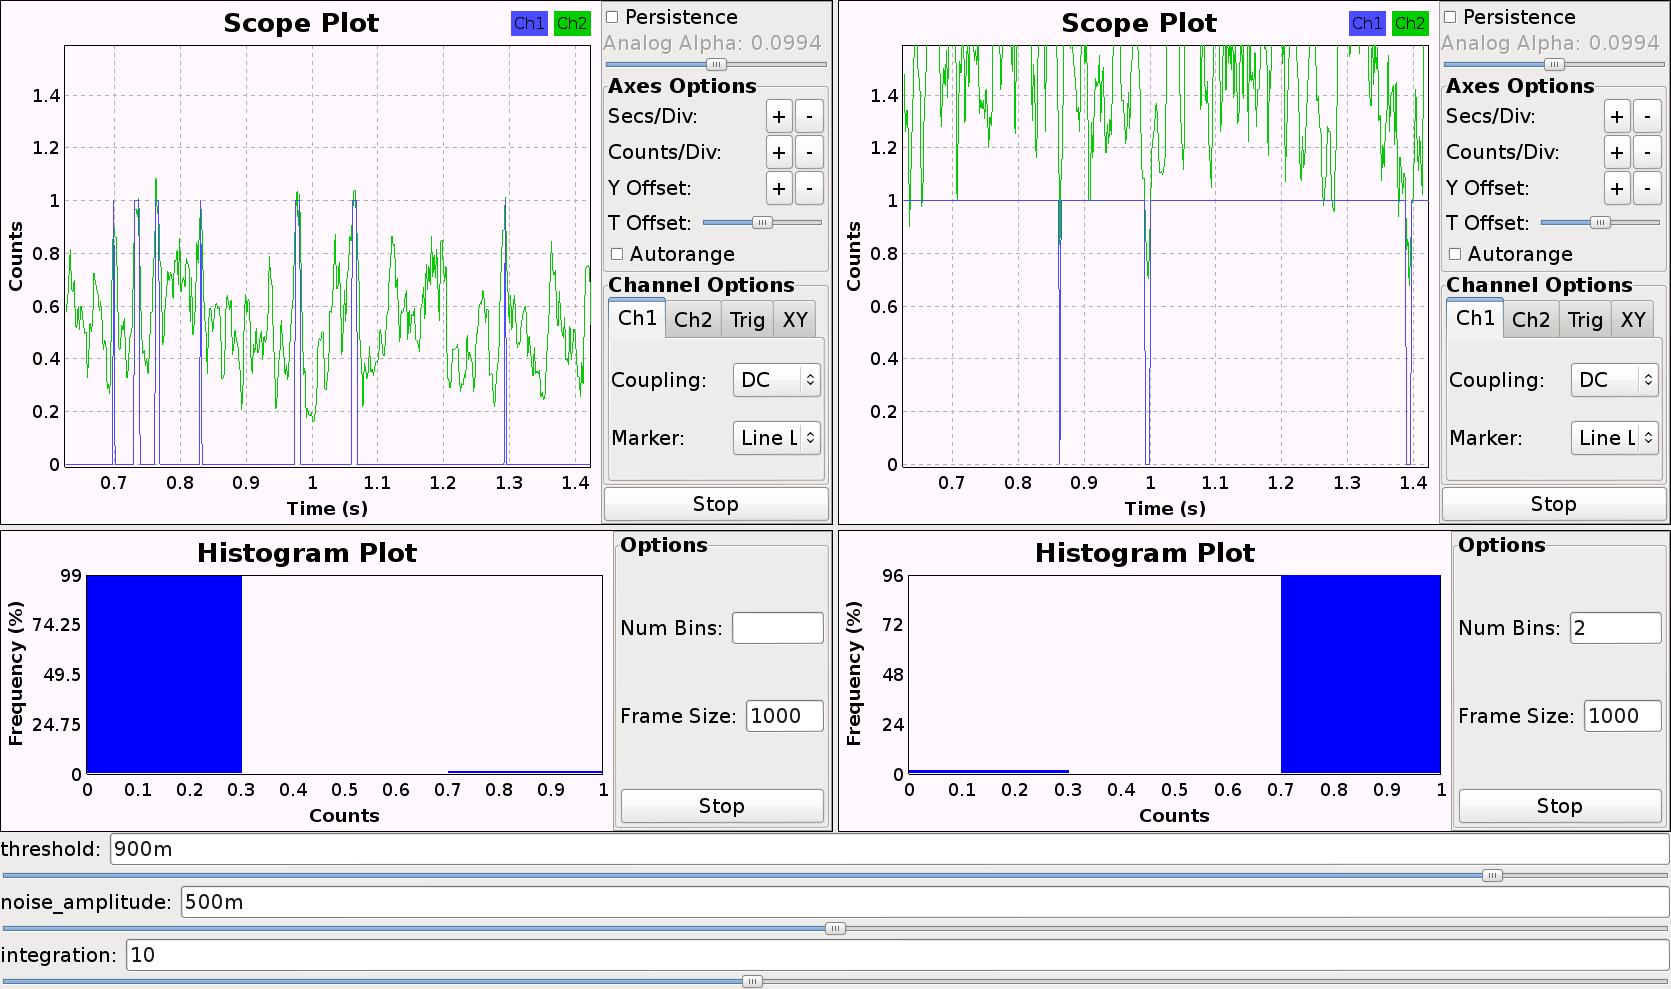 Scope Plot
Ch1 Ch2
Counts
1.4
1.2
1
0.8
0.6
0.4
0.2
0
0.7 0.8 0.9 1 1.1 1.2 1.3 1.4
Time (s)
Persistence
Analog Alpha: 0.0994
Axes Options
Secs/Div: + -
Counts/Div: + -
Y Offset: + -
T Offset:
Autorange
Channel Options
Ch1 Ch2 Trig XY
Coupling: DC
Marker: Line L
Stop
Scope Plot
Ch1 Ch2
Counts
1.4
1.2
1
0.8
0.6
0.4
0.2
0
0.7 0.8 0.9 1 1.1 1.2 1.3 1.4
Time (s)
Persistence
Analog Alpha: 0.0994
Axes Options
Secs/Div: + -
Counts/Div: + -
Y Offset: + -
T Offset:
Autorange
Channel Options
Ch1 Ch2 Trig XY
Coupling: DC
Marker: Line L
Stop
Histogram Plot
Frequency (%)
99
74.25
49.5
24.75
0
0 0.1 0.2 0.3 0.4 0.5 0.6 0.7 0.8 0.9 1
Counts
Options
Num Bins:
Frame Size: 1000
Stop
Histogram Plot
Frequency (%)
96
72
48
24
0
0 0.1 0.2 0.3 0.4 0.5 0.6 0.7 0.8 0.9 1
Counts
Options
Num Bins: 2
Frame Size: 1000
Stop
threshold: 900m
noise_amplitude: 500m
integration: 10